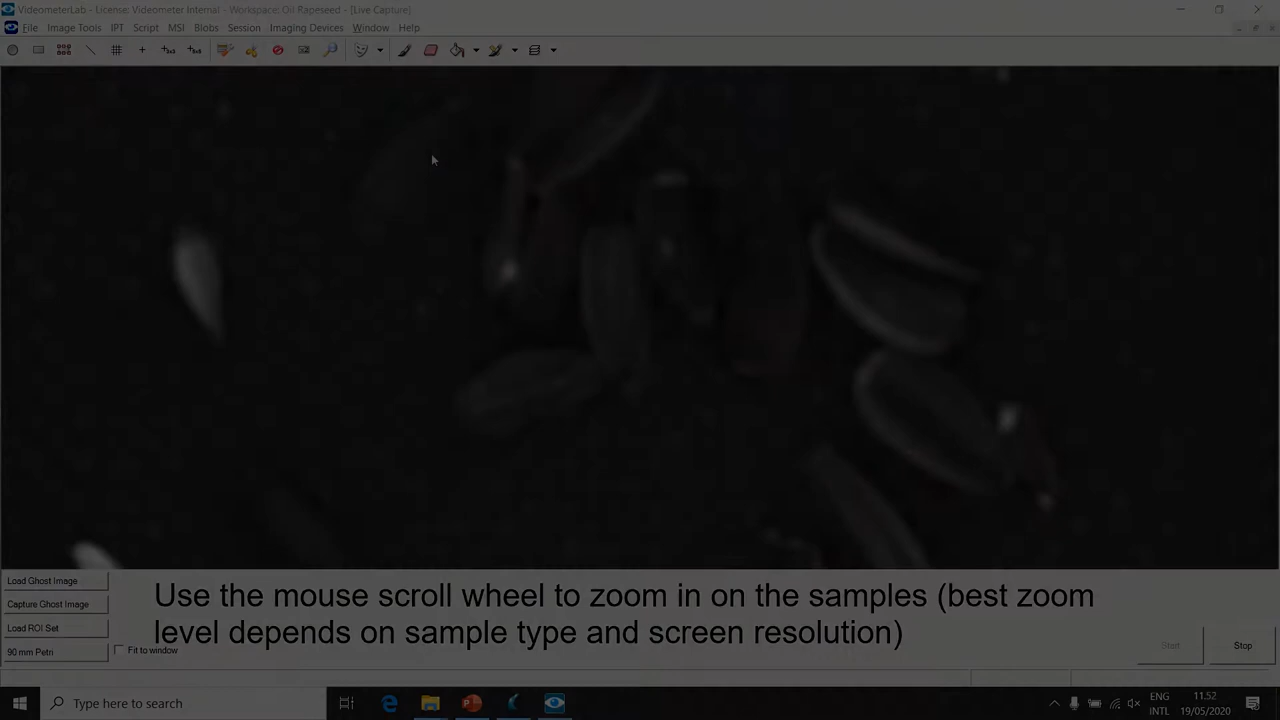 VideometerLab - License: Videometer Internal - Workspace: Oil Rapeseed - [Live Capture]
File Image Tools IPT Script MSI Blobs Session Imaging Devices Window Help
Load Ghost Image
Capture Ghost Image
Load ROI Set
90 mm Petri
Fit to window
Use the mouse scroll wheel to zoom in on the samples (best zoom
level depends on sample type and screen resolution)
Start
Stop
Type here to search
ENG
INTL
11.52
19/05/2020